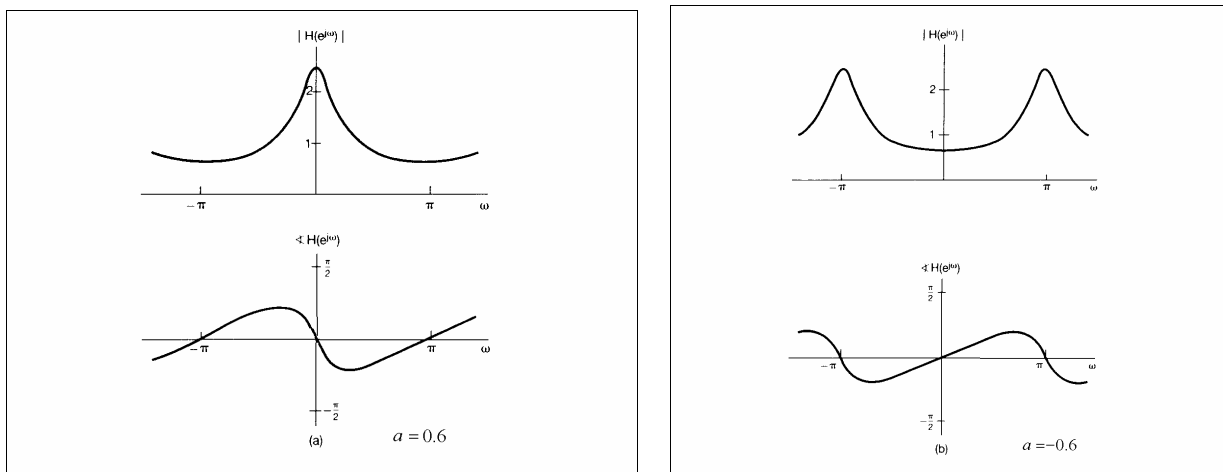 | H(e^jω) |
2
1
−π
π
ω
∢ H(e^jω)
π/2
−π
π
ω
−π/2
(a)
a = 0.6
| H(e^jω) |
2
1
−π
π
ω
∢ H(e^jω)
π/2
−π
π
ω
−π/2
(b)
a = −0.6